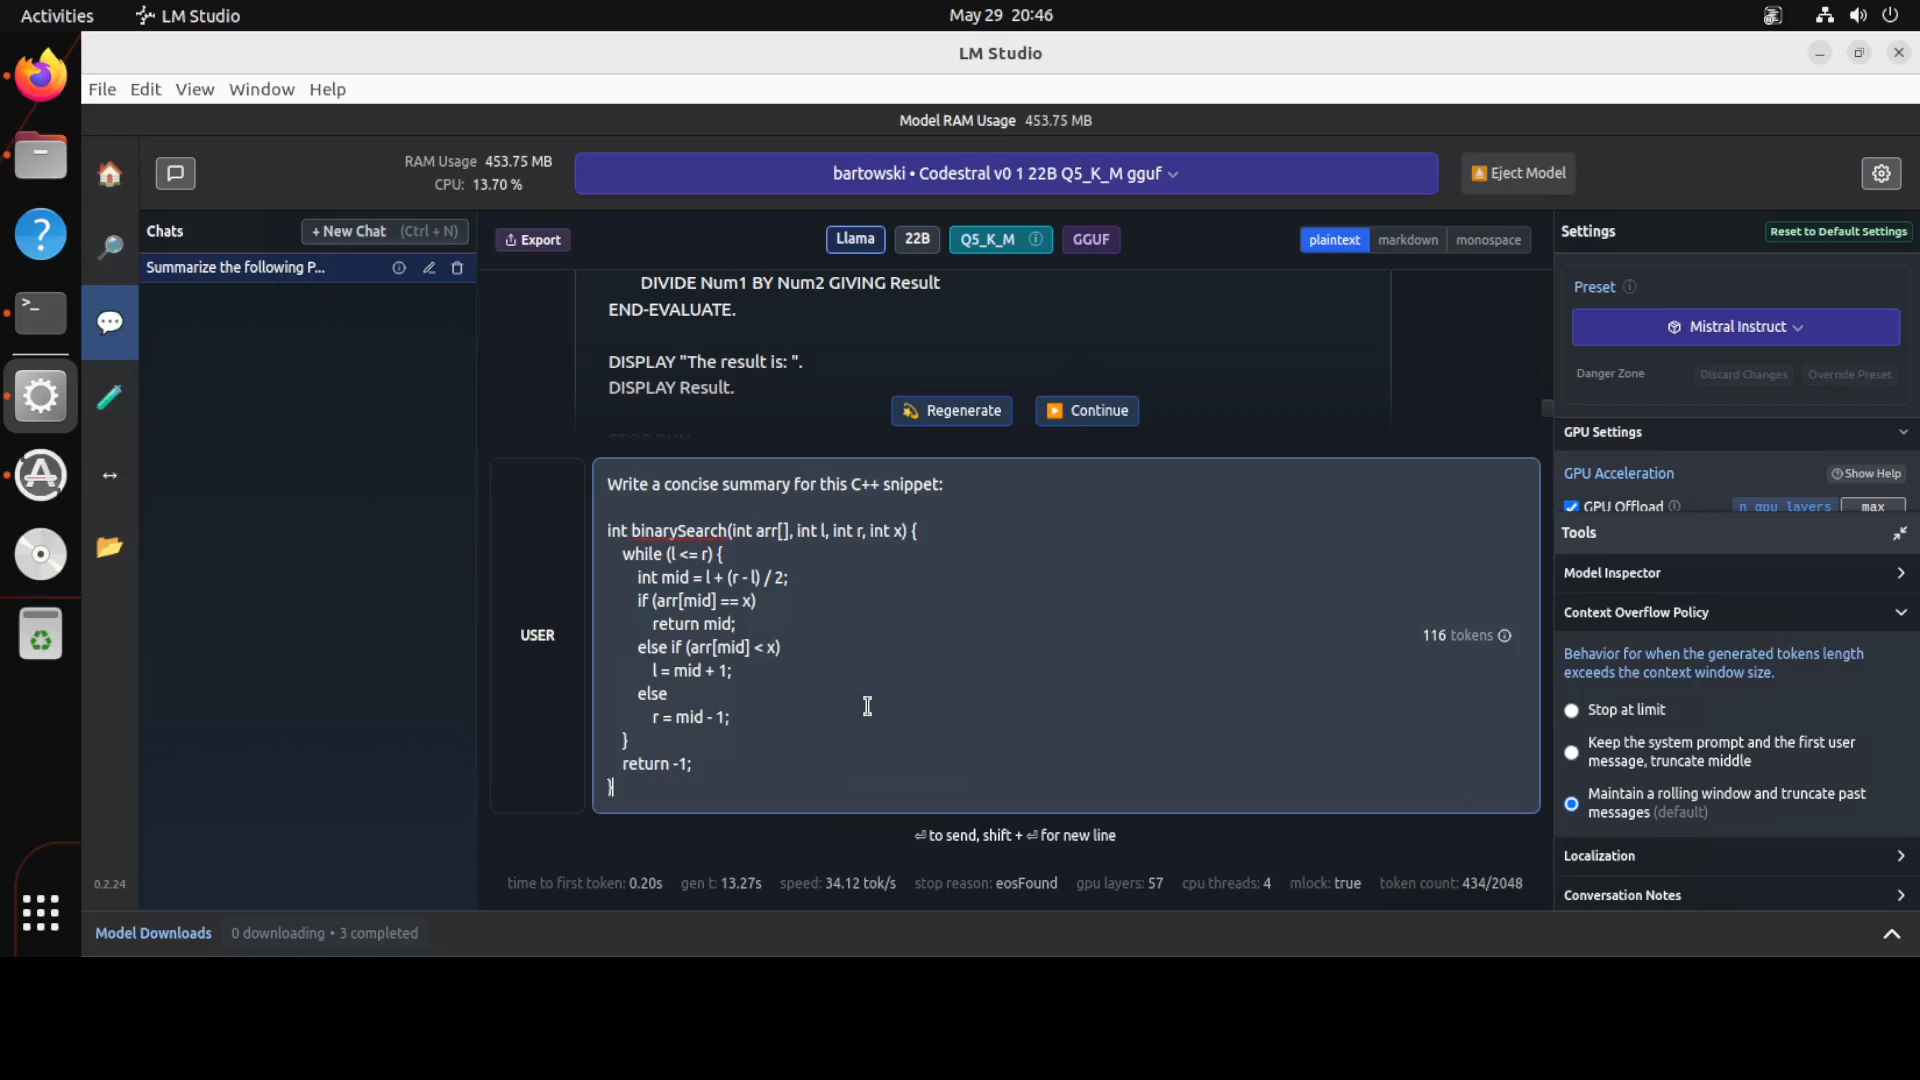 Activities
LM Studio
May 29 20:46
LM Studio
File Edit View Window Help
Model RAM Usage 453.75 MB
RAM Usage 453.75 MB
CPU: 13.70 %
bartowski • Codestral v0 1 22B Q5_K_M gguf
Eject Model
Chats
+ New Chat (Ctrl + N)
Summarize the following P...
Export
Llama
22B
Q5_K_M
GGUF
plaintext markdown monospace
DIVIDE Num1 BY Num2 GIVING Result
END-EVALUATE.
DISPLAY "The result is: ".
DISPLAY Result.
Regenerate
Continue
USER
Write a concise summary for this C++ snippet:
int binarySearch(int arr[], int l, int r, int x) {
while (l <= r) {
int mid = l + (r - l) / 2;
if (arr[mid] == x)
return mid;
else if (arr[mid] < x)
l = mid + 1;
else
r = mid - 1;
}
return -1;
}
116 tokens
⏎ to send, shift + ⏎ for new line
time to first token: 0.20s gen t: 13.27s speed: 34.12 tok/s stop reason: eosFound gpu layers: 57 cpu threads: 4 mlock: true token count: 434/2048
Settings
Reset to Default Settings
Preset
Mistral Instruct
Danger Zone
Discard Changes
Override Preset
GPU Settings
GPU Acceleration
Show Help
GPU Offload
n_gpu_layers
max
Tools
Model Inspector
Context Overflow Policy
Behavior for when the generated tokens length
exceeds the context window size.
Stop at limit
Keep the system prompt and the first user
message, truncate middle
Maintain a rolling window and truncate past
messages (default)
Localization
Conversation Notes
0.2.24
Model Downloads
0 downloading • 3 completed